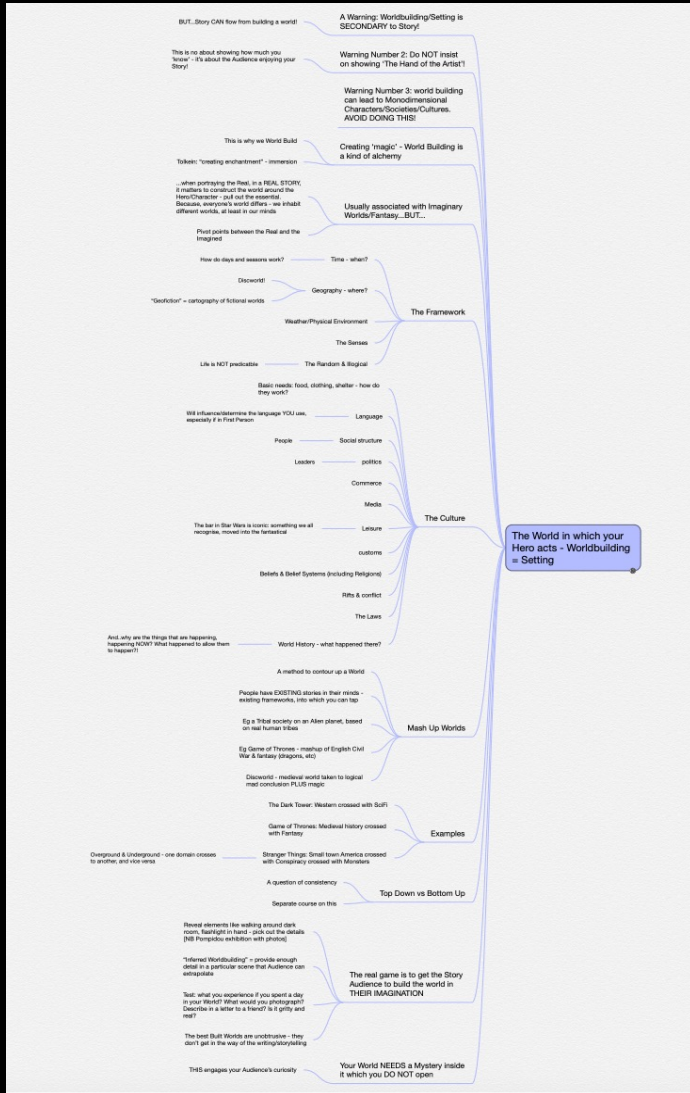 A Warning: Worldbuilding/Setting is
SECONDARY to Story!
BUT...Story CAN flow from building a world!
Warning Number 2: Do NOT insist
on showing 'The Hand of the Artist'!
This is no about showing how much you
'know' - it's about the Audience enjoying your
Story!
Warning Number 3: world building
can lead to Monodimensional
Characters/Societies/Cultures.
AVOID DOING THIS!
Creating 'magic' - World Building is
a kind of alchemy
This is why we World Build
Tolkein: "creating enchantment" - immersion
Usually associated with Imaginary
Worlds/Fantasy...BUT...
...when portraying the Real, in a REAL STORY,
it matters to construct the world around the
Hero/Character - pull out the essential.
Because, everyone's world differs - we inhabit
different worlds, at least in our minds
Pivot points between the Real and the
Imagined
The Framework
Time - when?
How do days and seasons work?
Geography - where?
Discworld!
"Geofiction" = cartography of fictional worlds
Weather/Physical Environment
The Senses
The Random & Illogical
Life is NOT predicatble
The Culture
Basic needs: food, clothing, shelter - how do
they work?
Language
Will influence/determine the language YOU use,
especially if in First Person
Social structure
People
politics
Leaders
Commerce
Media
Leisure
The bar in Star Wars is iconic: something we all
recognise, moved into the fantastical
customs
Beliefs & Belief Systems (including Religions)
Rifts & conflict
The Laws
World History - what happened there?
And..why are the things that are happening,
happening NOW? What happened to allow them
to happen?!
The World in which your
Hero acts - Worldbuilding
= Setting
Mash Up Worlds
A method to contour up a World
People have EXISTING stories in their minds -
existing frameworks, into which you can tap
Eg a Tribal society on an Alien planet, based
on real human tribes
Eg Game of Thrones - mashup of English Civil
War & fantasy (dragons, etc)
Discworld - medieval world taken to logical
mad conclusion PLUS magic
Examples
The Dark Tower: Western crossed with SciFi
Game of Thrones: Medieval history crossed
with Fantasy
Stranger Things: Small town America crossed
with Conspiracy crossed with Monsters
Overground & Underground - one domain crosses
to another, and vice versa
Top Down vs Bottom Up
A question of consistency
Separate course on this
The real game is to get the Story
Audience to build the world in
THEIR IMAGINATION
Reveal elements like walking around dark
room, flashlight in hand - pick out the details
[NB Pompidou exhibition with photos]
"Inferred Worldbuilding" = provide enough
detail in a particular scene that Audience can
extrapolate
Test: what you experience if you spent a day
in your World? What would you photograph?
Describe in a letter to a friend? Is it gritty and
real?
The best Built Worlds are unobtrusive - they
don't get in the way of the writing/storytelling
Your World NEEDS a Mystery inside
it which you DO NOT open
THIS engages your Audience's curiosity